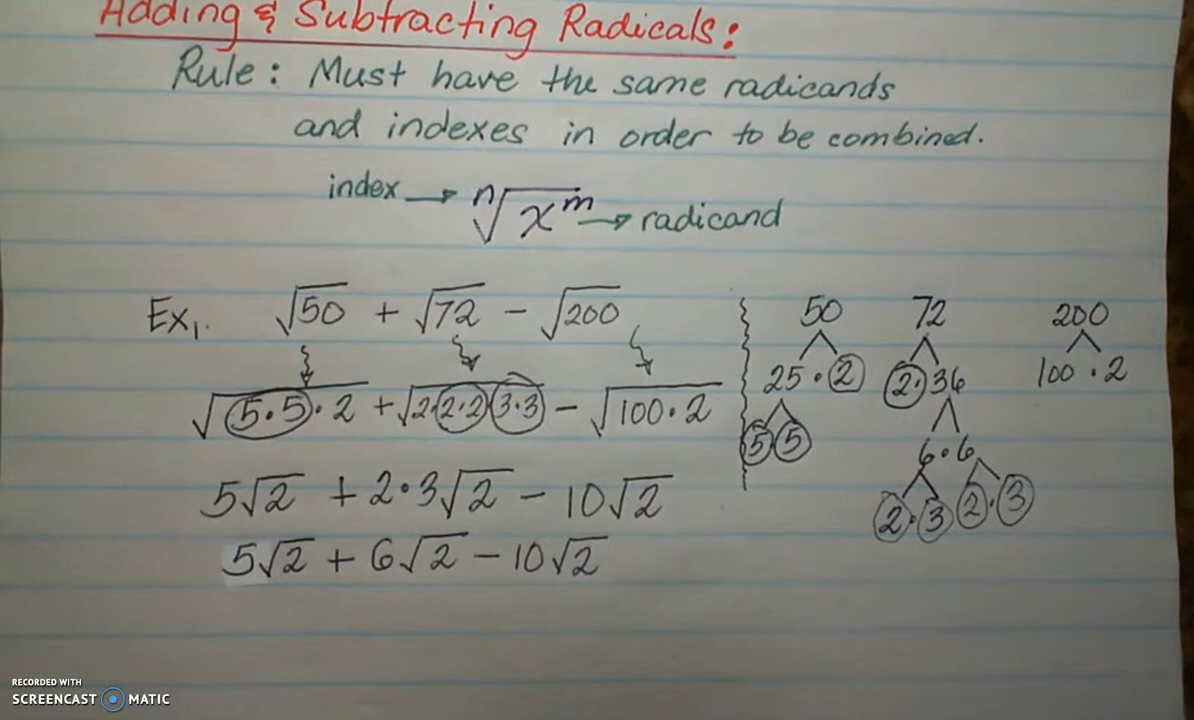 Adding & Subtracting Radicals:
Rule: Must have the same radicands
and indexes in order to be combined.
index → ⁿ√xᵐ → radicand
Ex₁. √50 + √72 - √200
√5·5·2 + √2·2·2·3·3 - √100·2
5√2 + 2·3√2 - 10√2
5√2 + 6√2 - 10√2
50 72 200
25·2 2·36 100·2
5 5 6·6
2·3 2·3
RECORDED WITH
SCREENCAST MATIC